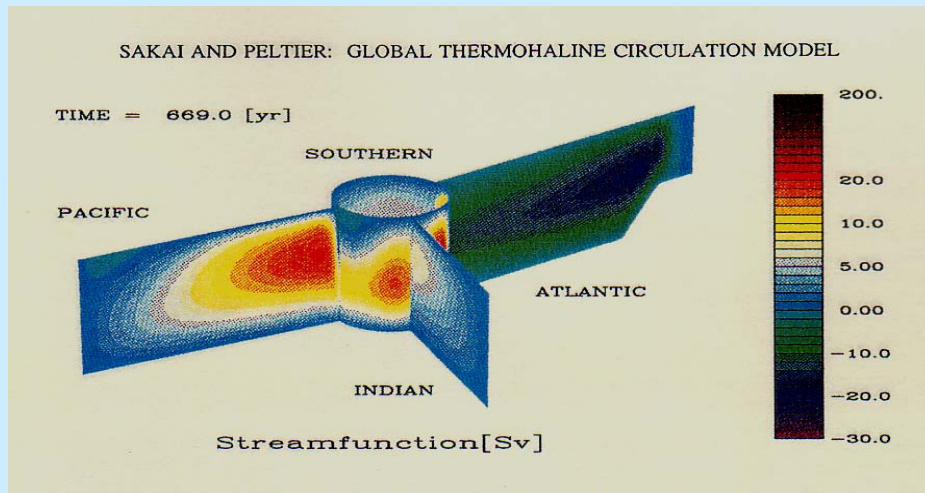 SAKAI AND PELTIER: GLOBAL THERMOHALINE CIRCULATION MODEL
TIME = 669.0 [yr]
SOUTHERN
PACIFIC
ATLANTIC
INDIAN
Streamfunction[Sv]
200.
20.0
10.0
5.00
0.00
-10.0
-20.0
-30.0